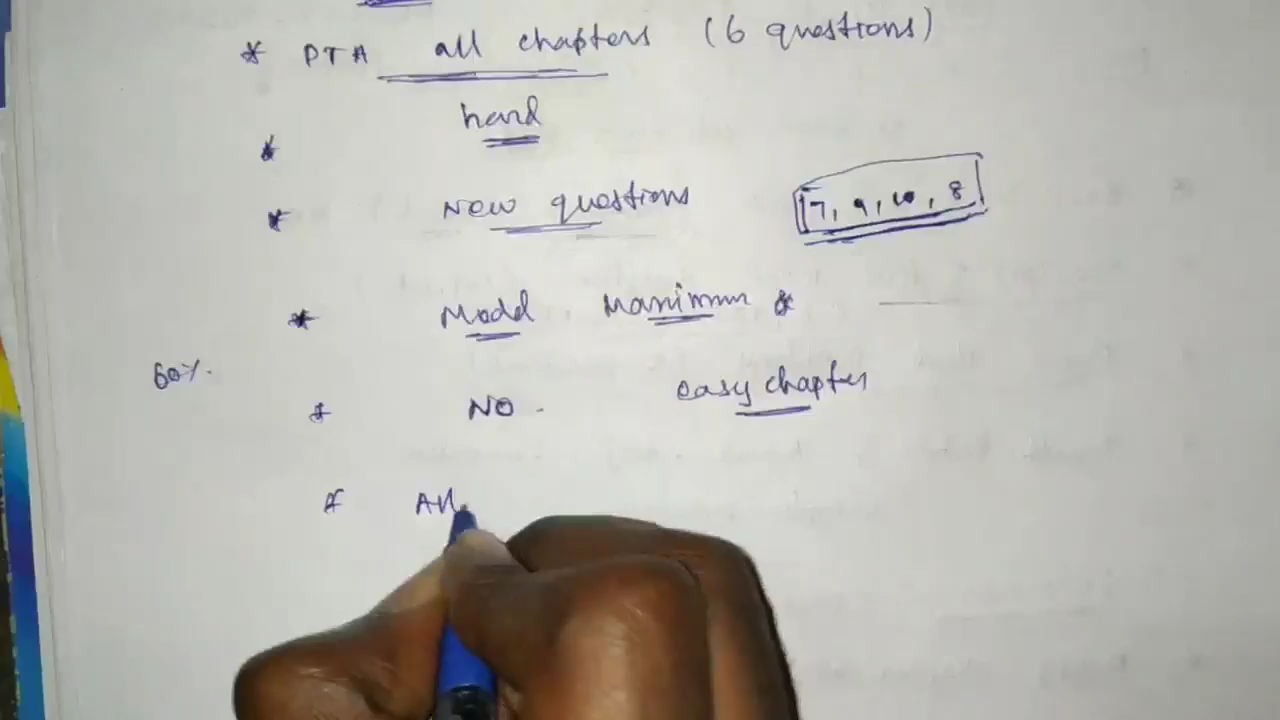 * PTA all chapters (6 questions)
* hard
* New questions 7, 9, 10, 8
* Model Maximum *
60%.
* NO. easy chapter
* All